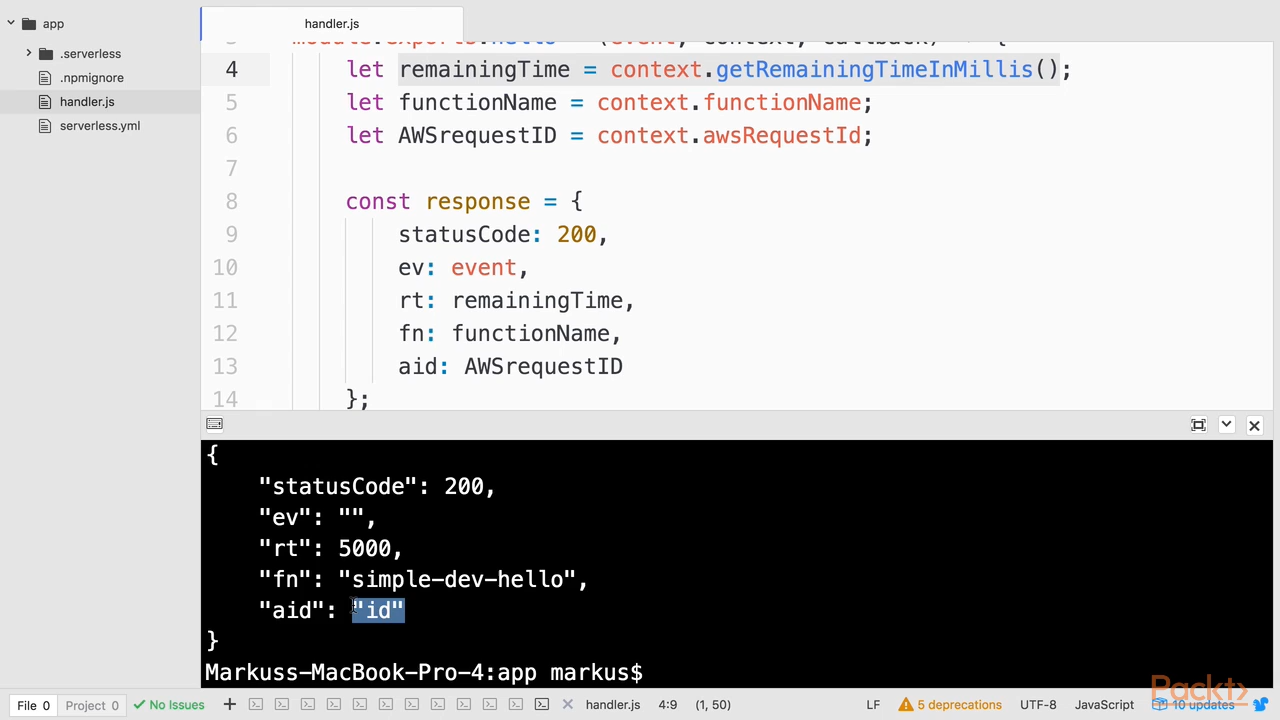 app
handler.js
.serverless
.npmignore
handler.js
serverless.yml
4 let remainingTime = context.getRemainingTimeInMillis();
5 let functionName = context.functionName;
6 let AWSrequestID = context.awsRequestId;
7
8 const response = {
9 statusCode: 200,
10 ev: event,
11 rt: remainingTime,
12 fn: functionName,
13 aid: AWSrequestID
14 };
{
"statusCode": 200,
"ev": "",
"rt": 5000,
"fn": "simple-dev-hello",
"aid": "id"
}
Markuss-MacBook-Pro-4:app markus$
File 0 Project 0 No Issues handler.js 4:9 (1, 50) LF 5 deprecations UTF-8 JavaScript 10 updates
Packt